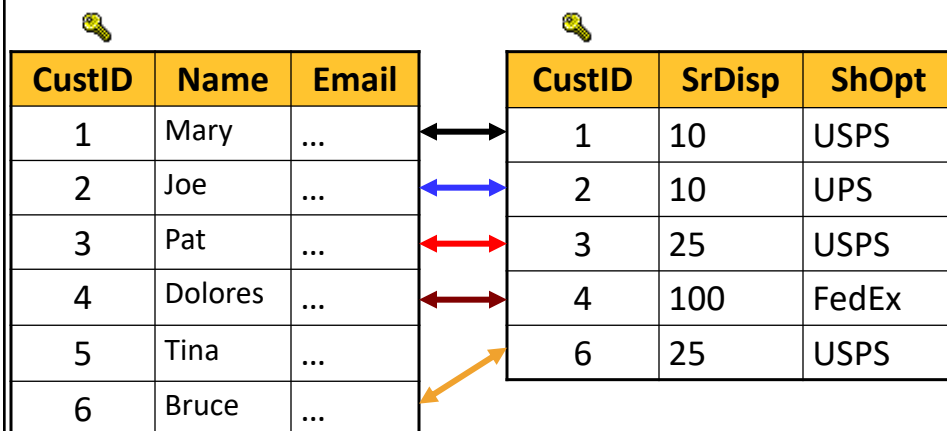 CustID Name Email CustID SrDisp ShOpt
1 Mary ... 1 10 USPS
2 Joe ... 2 10 UPS
3 Pat ... 3 25 USPS
4 Dolores ... 4 100 FedEx
5 Tina ... 6 25 USPS
6 Bruce ...